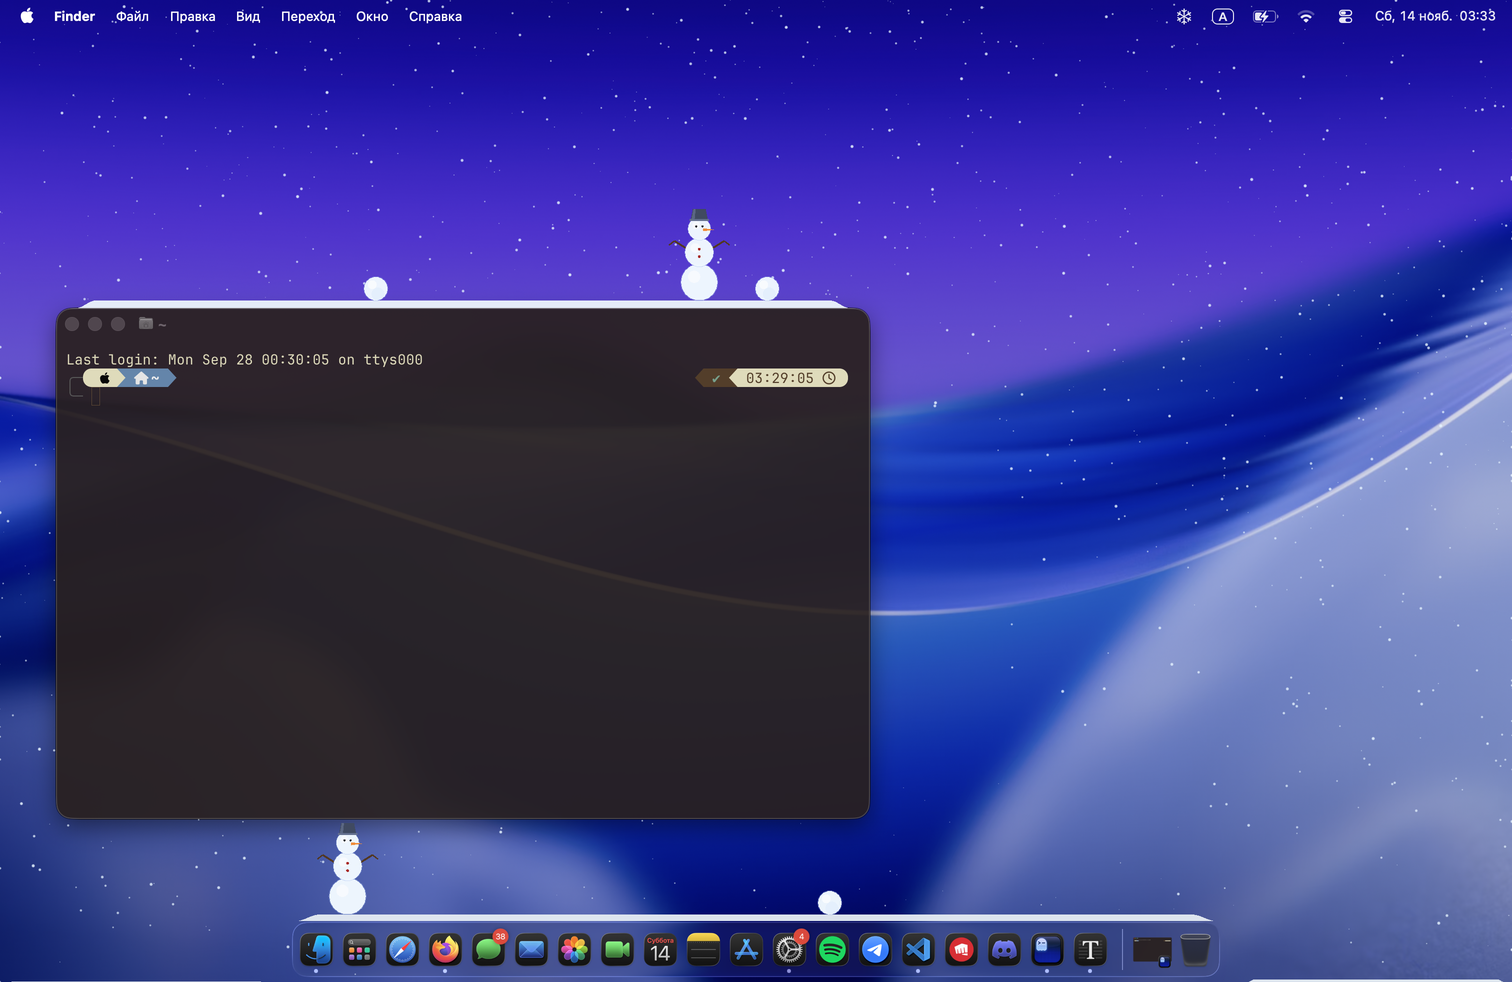 Finder Файл Правка Вид Переход Окно Справка A Сб, 14 нояб. 03:33
~
Last login: Mon Sep 28 00:30:05 on ttys000
~ ✔ 03:29:05
38 Суббота 4
14 T